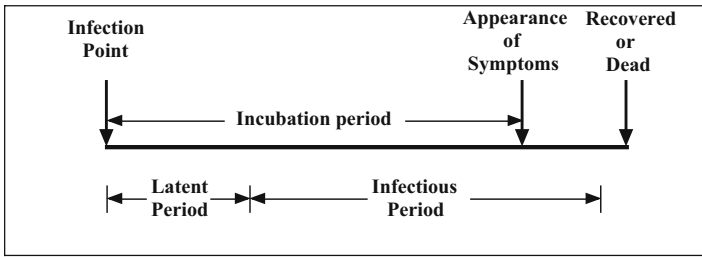 Infection
Point
Appearance
of
Symptoms
Recovered
or
Dead
Incubation period
Latent
Period
Infectious
Period